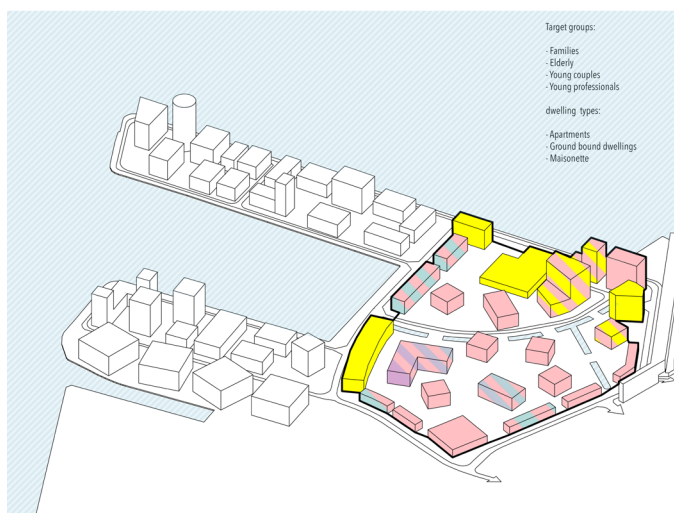 Target groups:
- Families
- Elderly
- Young couples
- Young professionals
dwelling types:
- Apartments
- Ground bound dwellings
- Maisonette